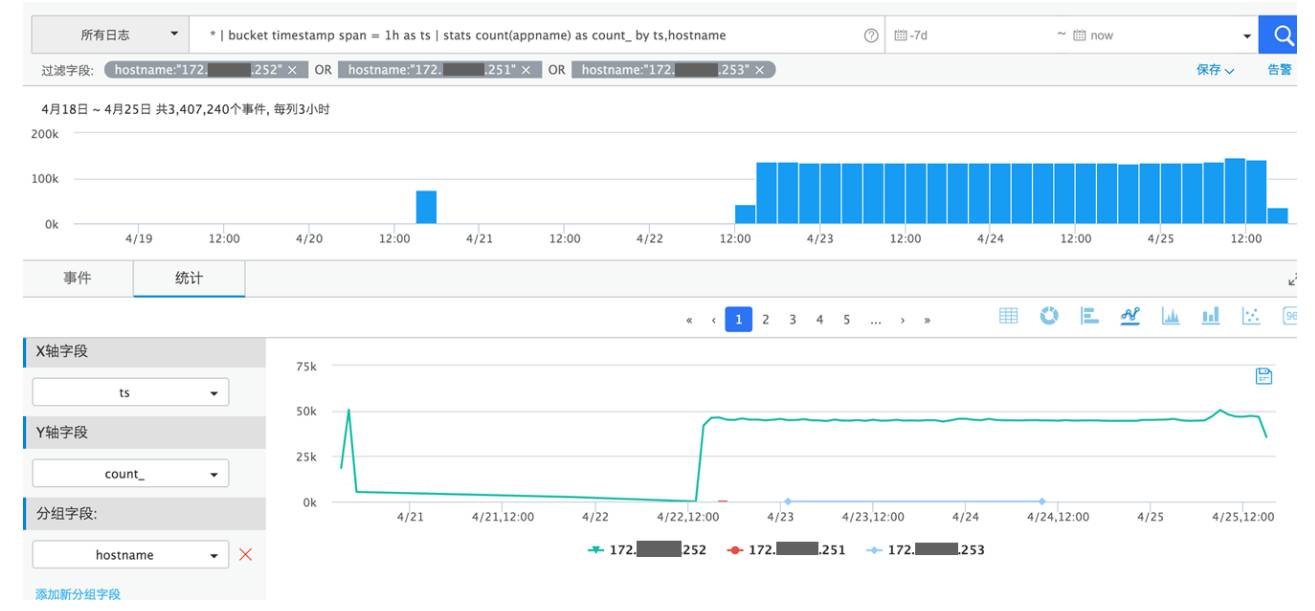 所有日志 * | bucket timestamp span = 1h as ts | stats count(appname) as count_ by ts,hostname -7d ~ now
过滤字段: hostname:"172. .252" × OR hostname:"172. .251" × OR hostname:"172. .253" × 保存 告警
4月18日 ~ 4月25日 共3,407,240个事件, 每列3小时
200k
100k
0k
4/19 12:00 4/20 12:00 4/21 12:00 4/22 12:00 4/23 12:00 4/24 12:00 4/25 12:00
事件 统计
« ‹ 1 2 3 4 5 ... › »
X轴字段
ts
Y轴字段
count_
分组字段:
hostname
添加新分组字段
75k
50k
25k
0k
4/21 4/21,12:00 4/22 4/22,12:00 4/23 4/23,12:00 4/24 4/24,12:00 4/25 4/25,12:00
172. 252 172. .251 172. .253